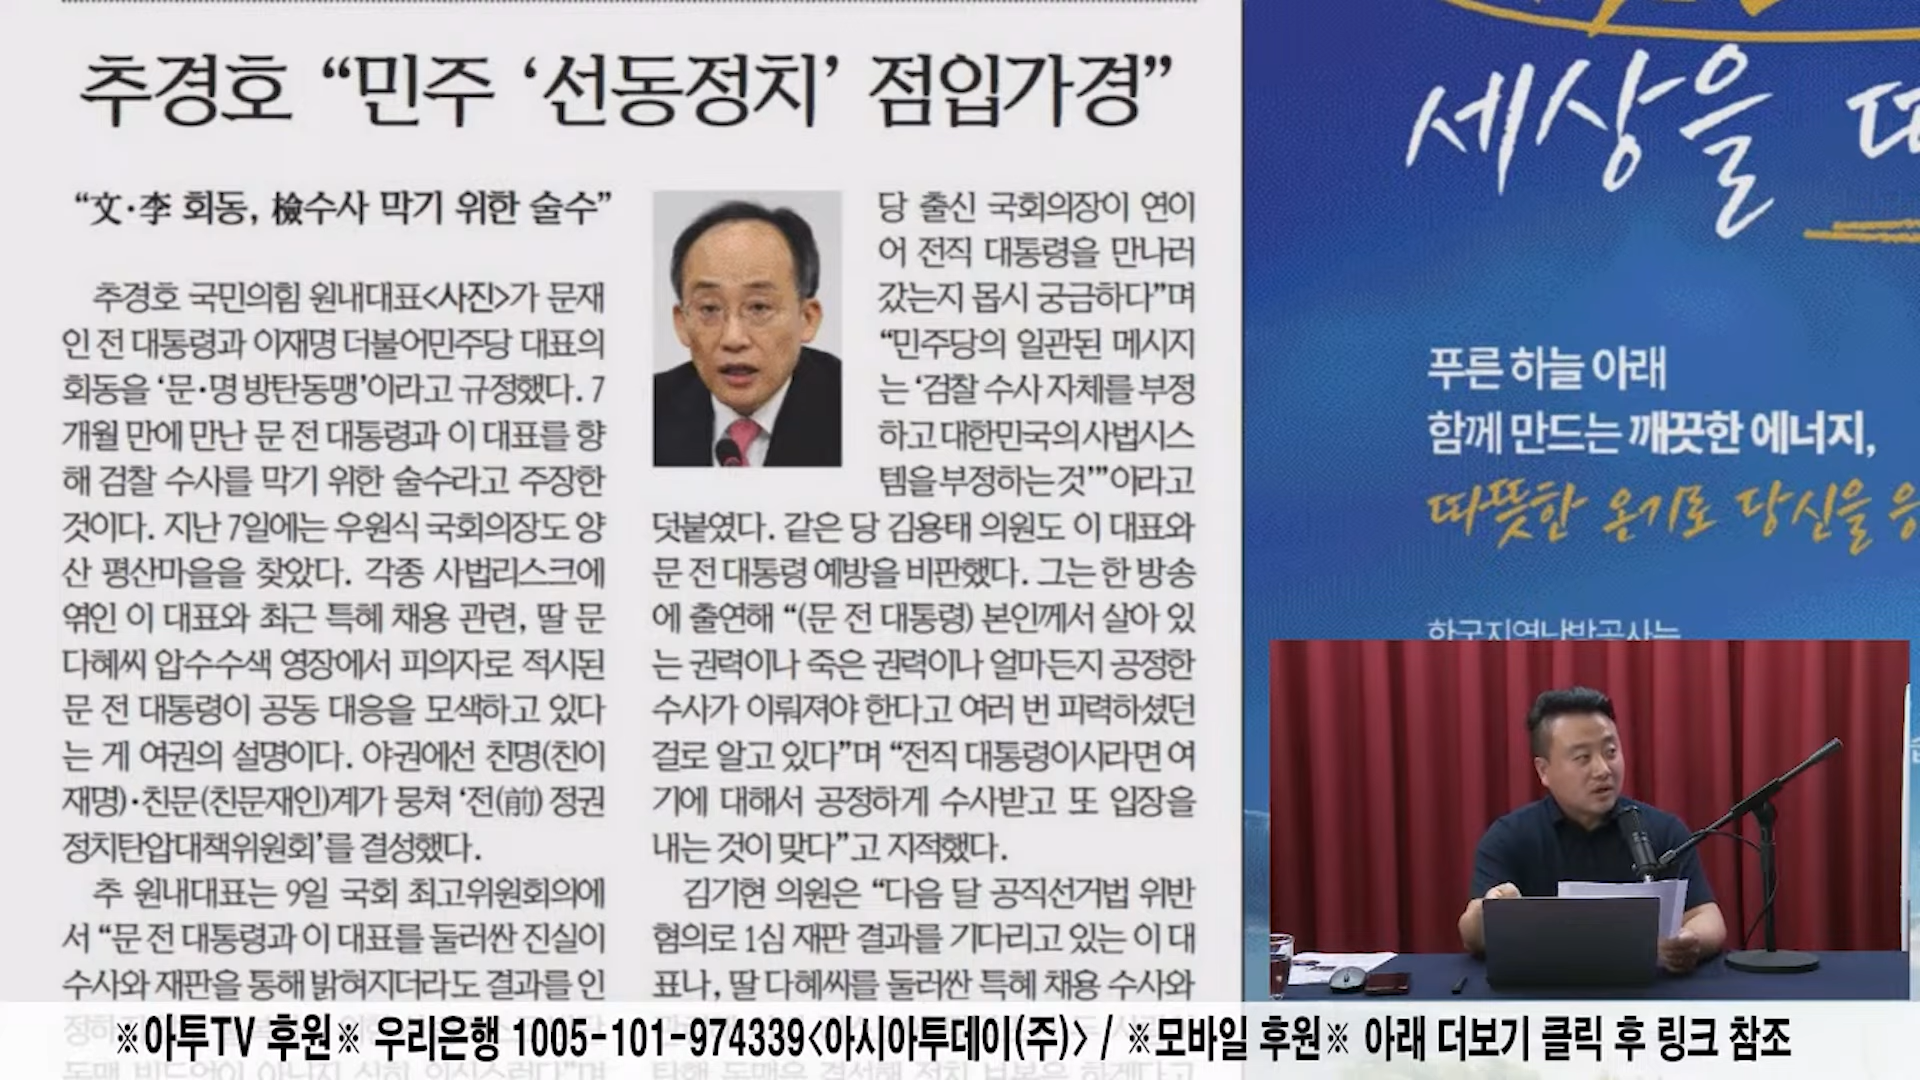 추경호 “민주 ‘선동정치’ 점입가경”
“文·李 회동, 檢수사 막기 위한 술수”
추경호 국민의힘 원내대표<사진>가 문재
인 전 대통령과 이재명 더불어민주당 대표의
회동을 ‘문·명 방탄동맹’이라고 규정했다. 7
개월 만에 만난 문 전 대통령과 이 대표를 향
해 검찰 수사를 막기 위한 술수라고 주장한
것이다. 지난 7일에는 우원식 국회의장도 양
산 평산마을을 찾았다. 각종 사법리스크에
엮인 이 대표와 최근 특혜 채용 관련, 딸 문
다혜씨 압수수색 영장에서 피의자로 적시된
문 전 대통령이 공동 대응을 모색하고 있다
는 게 여권의 설명이다. 야권에선 친명(친이
재명)·친문(친문재인)계가 뭉쳐 ‘전(前) 정권
정치탄압대책위원회’를 결성했다.
추 원내대표는 9일 국회 최고위원회의에
서 “문 전 대통령과 이 대표를 둘러싼 진실이
수사와 재판을 통해 밝혀지더라도 결과를 인
당 출신 국회의장이 연이
어 전직 대통령을 만나러
갔는지 몹시 궁금하다”며
“민주당의 일관된 메시지
는 ‘검찰 수사 자체를 부정
하고 대한민국의 사법시스
템을 부정하는 것’”이라고
덧붙였다. 같은 당 김용태 의원도 이 대표와
문 전 대통령 예방을 비판했다. 그는 한 방송
에 출연해 “(문 전 대통령) 본인께서 살아 있
는 권력이나 죽은 권력이나 얼마든지 공정한
수사가 이뤄져야 한다고 여러 번 피력하셨던
걸로 알고 있다”며 “전직 대통령이시라면 여
기에 대해서 공정하게 수사받고 또 입장을
내는 것이 맞다”고 지적했다.
김기현 의원은 “다음 달 공직선거법 위반
혐의로 1심 재판 결과를 기다리고 있는 이 대
표나, 딸 다혜씨를 둘러싼 특혜 채용 수사와
세상을
푸른 하늘 아래
함께 만드는 깨끗한 에너지,
따뜻한 온기로 당신을 응
한국지역난방공사는
※아투TV 후원※ 우리은행 1005-101-974339<아시아투데이(주)> / ※모바일 후원※ 아래 더보기 클릭 후 링크 참조